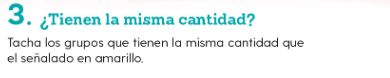 3. ¿Tienen la misma cantidad?
Tacha los grupos que tienen la misma cantidad que
el señalado en amarillo.